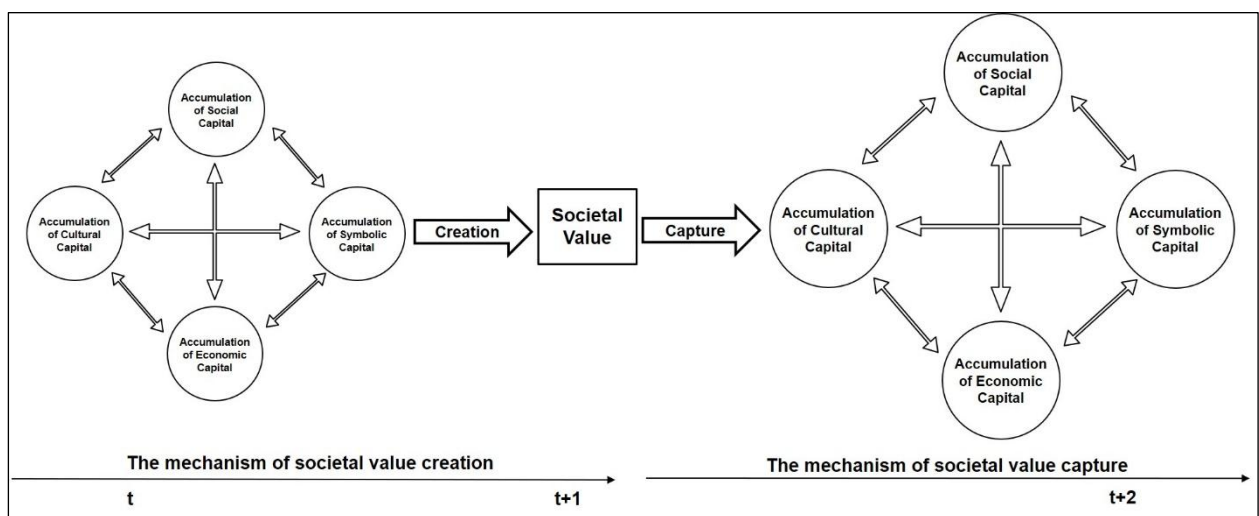 Accumulation
of Social
Capital
Accumulation
of Cultural
Capital
Accumulation
of Symbolic
Capital
Accumulation
of Economic
Capital
Creation
Societal
Value
Capture
Accumulation
of Social
Capital
Accumulation
of Cultural
Capital
Accumulation
of Symbolic
Capital
Accumulation
of Economic
Capital
The mechanism of societal value creation
t
t+1
The mechanism of societal value capture
t+2